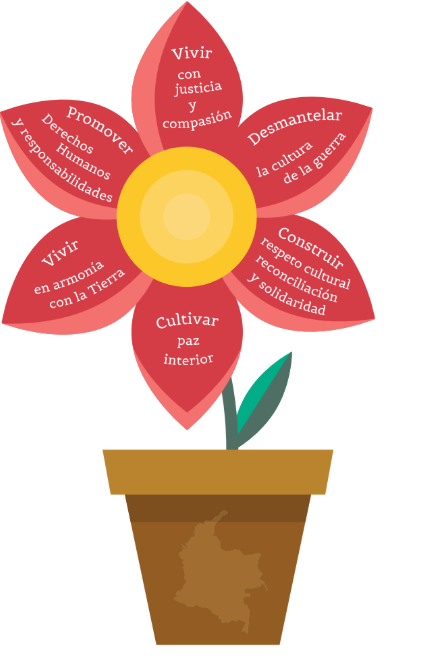 Vivir
con
justicia
y
compasión
Desmantelar
la cultura
de la guerra
Construir
respeto cultural
reconciliación
y solidaridad
Cultivar
paz
interior
Vivir
en armonía
con la Tierra
Promover
Derechos
Humanos
y responsabilidades